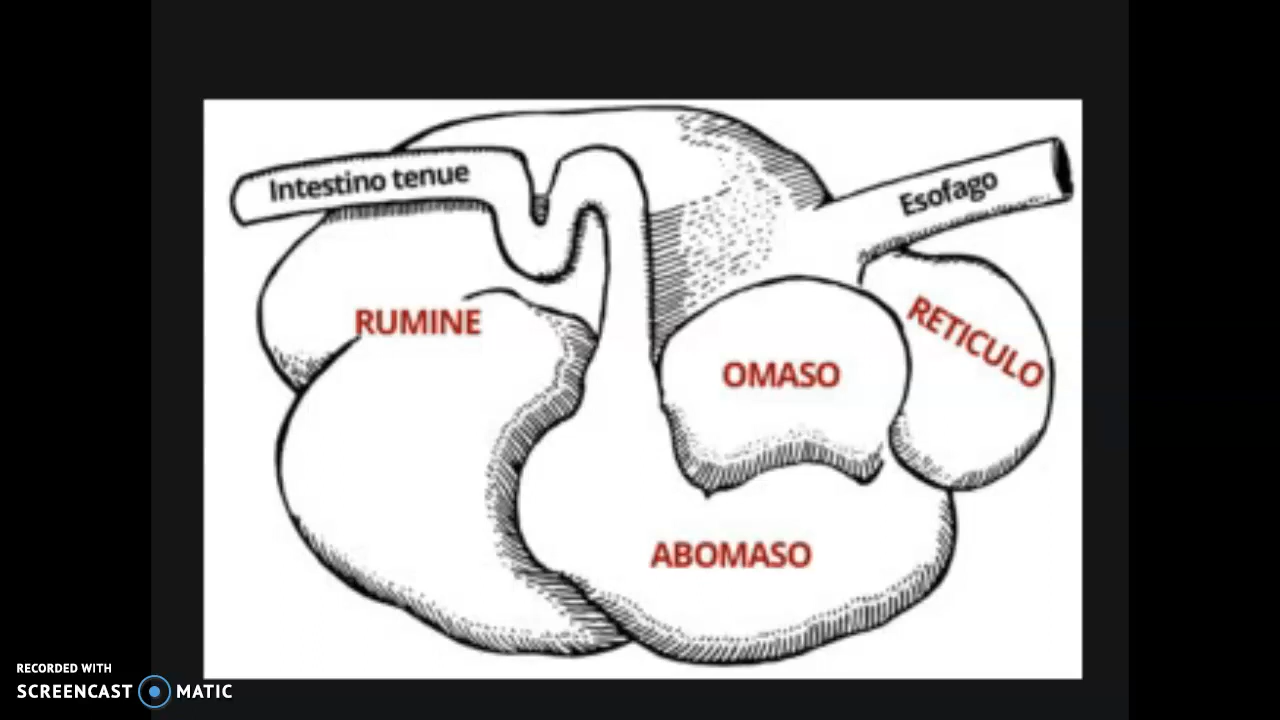 Intestino tenue
Esofago
RUMINE
OMASO
RETICULO
ABOMASO
RECORDED WITH
SCREENCAST MATIC